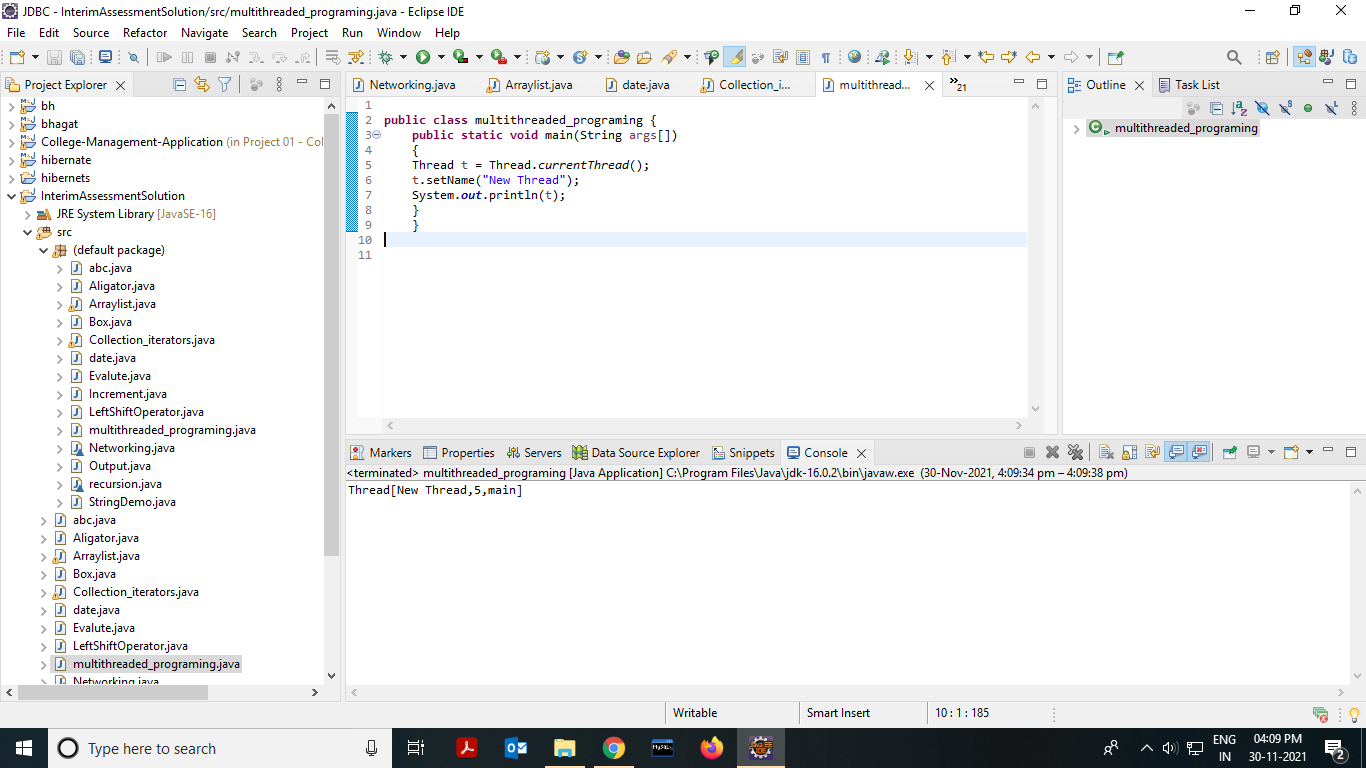 JDBC - InterimAssessmentSolution/src/multithreaded_programing.java - Eclipse IDE
File Edit Source Refactor Navigate Search Project Run Window Help
Project Explorer
bh
bhagat
College-Management-Application (in Project 01 - Col
hibernate
hibernets
InterimAssessmentSolution
JRE System Library [JavaSE-16]
src
(default package)
abc.java
Aligator.java
Arraylist.java
Box.java
Collection_iterators.java
date.java
Evalute.java
Increment.java
LeftShiftOperator.java
multithreaded_programing.java
Networking.java
Output.java
recursion.java
StringDemo.java
abc.java
Aligator.java
Arraylist.java
Box.java
Collection_iterators.java
date.java
Evalute.java
LeftShiftOperator.java
multithreaded_programing.java
Networking.java
Networking.java Arraylist.java date.java Collection_i... multithread... »21
1
2 public class multithreaded_programing {
3 public static void main(String args[])
4 {
5 Thread t = Thread.currentThread();
6 t.setName("New Thread");
7 System.out.println(t);
8 }
9 }
10
11
Outline Task List
multithreaded_programing
Markers Properties Servers Data Source Explorer Snippets Console
<terminated> multithreaded_programing [Java Application] C:\Program Files\Java\jdk-16.0.2\bin\javaw.exe (30-Nov-2021, 4:09:34 pm – 4:09:38 pm)
Thread[New Thread,5,main]
Writable Smart Insert 10 : 1 : 185
Type here to search
MySQL
JAVA EE
IDE
ENG
IN
04:09 PM
30-11-2021
2